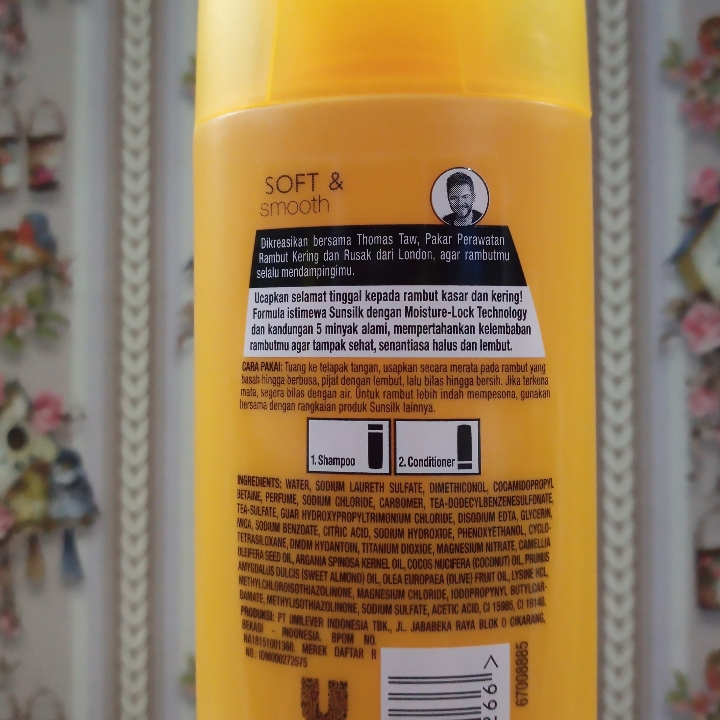 SOFT &
smooth
Dikreasikan bersama Thomas Taw, Pakar Perawatan
Rambut Kering dan Rusak dari London, agar rambutmu
selalu mendampingimu.
Ucapkan selamat tinggal kepada rambut kasar dan kering!
Formula istimewa Sunsilk dengan Moisture-Lock Technology
dan kandungan 5 minyak alami, mempertahankan kelembaban
rambutmu agar tampak sehat, senantiasa halus dan lembut.
CARA PAKAI: Tuang ke telapak tangan, usapkan secara merata pada rambut yang
basah hingga berbusa, pijat dengan lembut, lalu bilas hingga bersih. Jika terkena
mata, segera bilas dengan air. Untuk rambut lebih indah mempesona, gunakan
bersama dengan rangkaian produk Sunsilk lainnya.
1. Shampoo
2. Conditioner
INGREDIENTS: WATER, SODIUM LAURETH SULFATE, DIMETHICONOL, COCAMIDOPROPYL
BETAINE, PERFUME, SODIUM CHLORIDE, CARBOMER, TEA-DODECYLBENZENESULFONATE,
TEA-SULFATE, GUAR HYDROXYPROPYLTRIMONIUM CHLORIDE, DISODIUM EDTA, GLYCERIN,
MICA, SODIUM BENZOATE, CITRIC ACID, SODIUM HYDROXIDE, PHENOXYETHANOL, CYCLO-
TETRASILOXANE, DMDM HYDANTOIN, TITANIUM DIOXIDE, MAGNESIUM NITRATE, CAMELLIA
OLEIFERA SEED OIL, ARGANIA SPINOSA KERNEL OIL, COCOS NUCIFERA (COCONUT) OIL, PRUNUS
AMYGDALUS DULCIS (SWEET ALMOND) OIL, OLEA EUROPAEA (OLIVE) FRUIT OIL, LYSINE HCL,
METHYLCHLOROISOTHIAZOLINONE, MAGNESIUM CHLORIDE, IODOPROPYNYL BUTYLCAR-
BAMATE, METHYLISOTHIAZOLINONE, SODIUM SULFATE, ACETIC ACID, CI 15985, CI 19140.
PRODUKSI: PT UNILEVER INDONESIA TBK., JL. JABABEKA RAYA BLOK O CIKARANG,
BEKASI - INDONESIA. BPOM NO.
NA18151001360. MEREK DAFTAR R
NO. IDM000272575
67008885